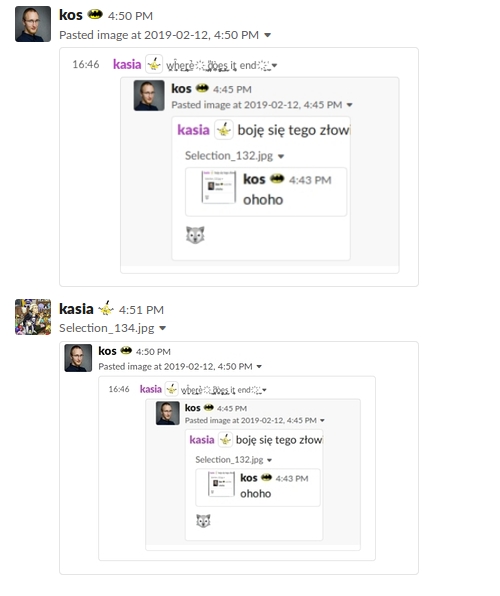 kos 4:50 PM
Pasted image at 2019-02-12, 4:50 PM
16:46 kasia where does it end
kos 4:45 PM
Pasted image at 2019-02-12, 4:45 PM
kasia boję się tego złowi
Selection_132.jpg
kos 4:43 PM
ohoho
kasia 4:51 PM
Selection_134.jpg
kos 4:50 PM
Pasted image at 2019-02-12, 4:50 PM
16:46 kasia where does it end
kos 4:45 PM
Pasted image at 2019-02-12, 4:45 PM
kasia boję się tego złow
Selection_132.jpg
kos 4:43 PM
ohoho